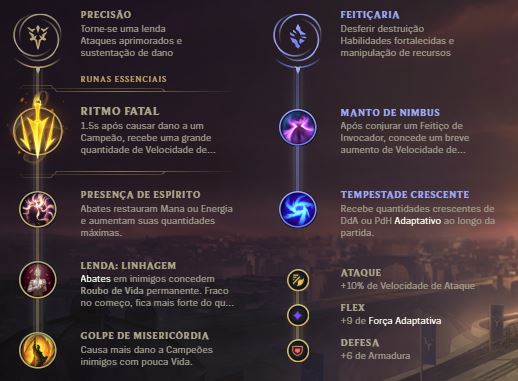 PRECISÃO
Torne-se uma lenda
Ataques aprimorados e
sustentação de dano
RUNAS ESSENCIAIS
RITMO FATAL
1.5s após causar dano a um
Campeão, recebe uma grande
quantidade de Velocidade de...
PRESENÇA DE ESPÍRITO
Abates restauram Mana ou Energia
e aumentam suas quantidades
máximas.
LENDA: LINHAGEM
Abates em inimigos concedem
Roubo de Vida permanente. Fraco
no começo, fica mais forte do qu...
GOLPE DE MISERICÓRDIA
Causa mais dano a Campeões
inimigos com pouca Vida.
FEITIÇARIA
Desferir destruição
Habilidades fortalecidas e
manipulação de recursos
MANTO DE NIMBUS
Após conjurar um Feitiço de
Invocador, concede um breve
aumento de Velocidade de...
TEMPESTADE CRESCENTE
Recebe quantidades crescentes de
DdA ou PdH Adaptativo ao longo da
partida.
ATAQUE
+10% de Velocidade de Ataque
FLEX
+9 de Força Adaptativa
DEFESA
+6 de Armadura